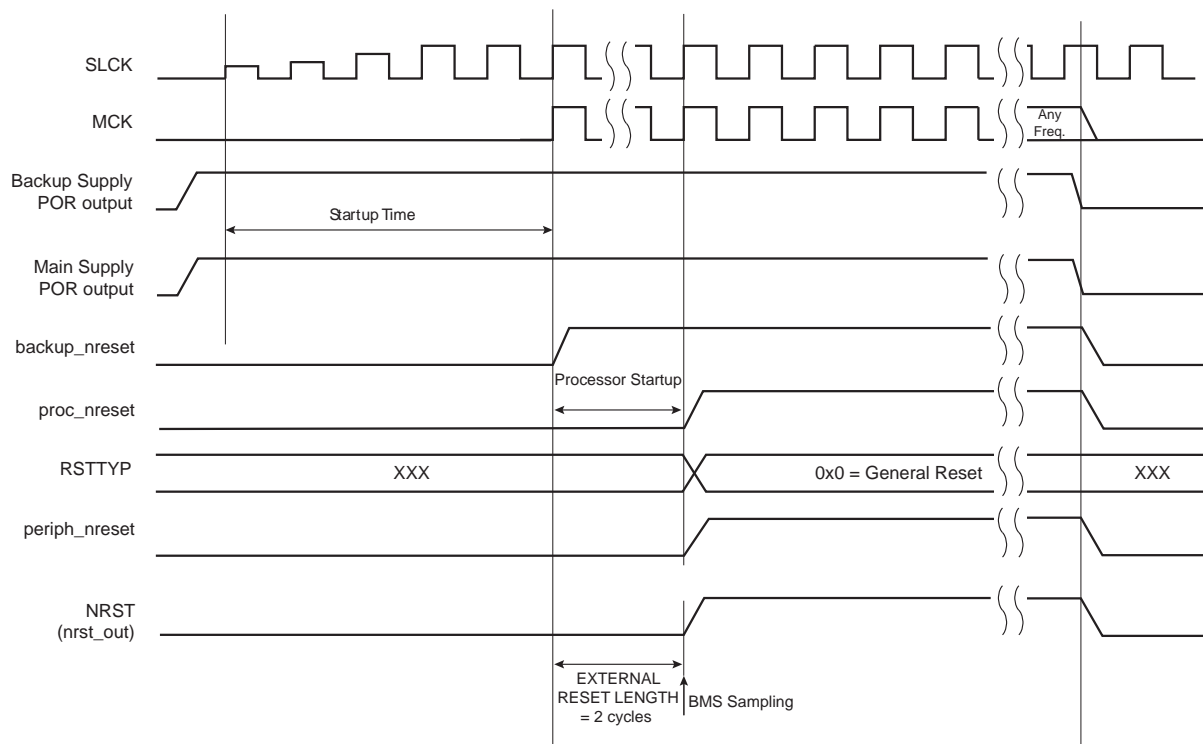 SLCK
MCK
Any
Freq.
Backup Supply
POR output
Startup Time
Main Supply
POR output
backup_nreset
Processor Startup
proc_nreset
RSTTYP
XXX
0x0 = General Reset
XXX
periph_nreset
NRST
(nrst_out)
EXTERNAL
RESET LENGTH
= 2 cycles
BMS Sampling